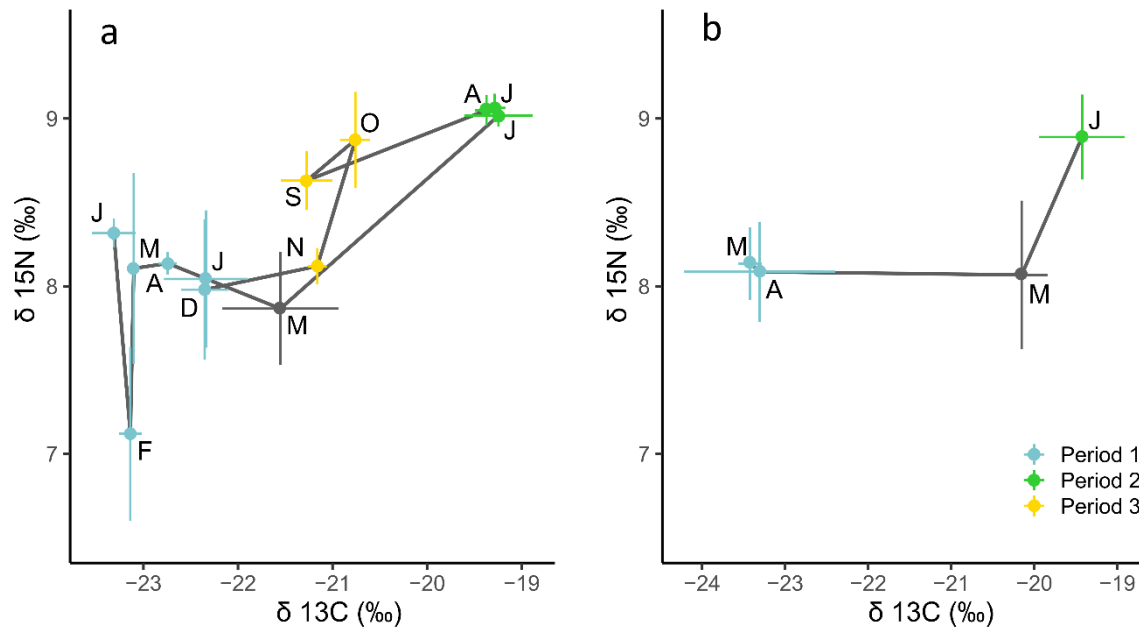 a
δ 15N (‰)
9
8
7
A
J
J
O
S
J
M
A
J
N
D
M
F
−23
−22
−21
−20
−19
δ 13C (‰)
b
δ 15N (‰)
9
8
7
J
M
A
M
Period 1
Period 2
Period 3
−24
−23
−22
−21
−20
−19
δ 13C (‰)